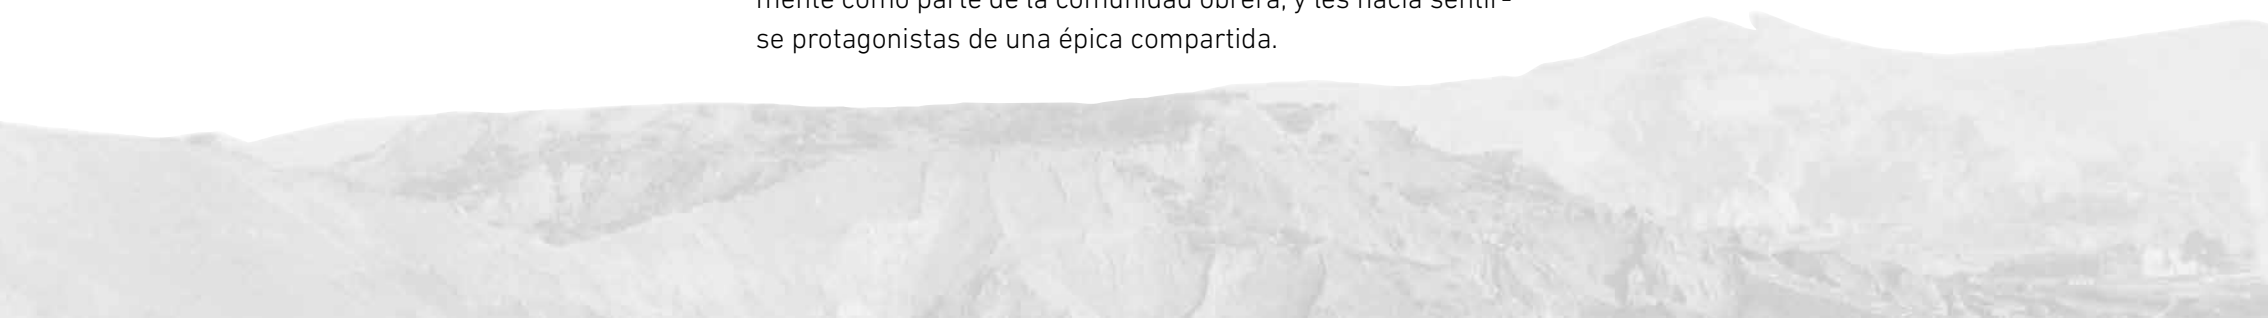 mente como parte de la comunidad obrera, y les hacía sentir-
se protagonistas de una épica compartida.